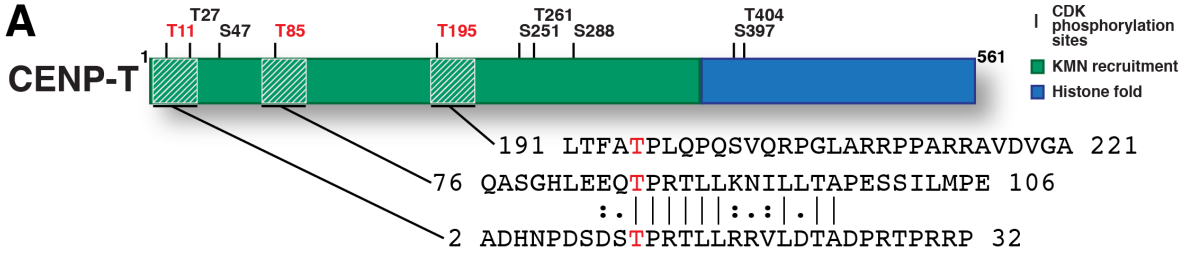 A
T27 T261 T404
T11 S47 T85 T195 S251 S288 S397
CDK
phosphorylation
sites
1 561
CENP-T
KMN recruitment
Histone fold
191 LTFATPLQPQSVQRPGLARRPPARRAVDVGA 221
76 QASGHLEEQTPRTLLKNILLTAPESSILMPE 106
:.||||||:.:|.||
2 ADHNPDSDSTPRTLLRRVLDTADPRTPRRP 32